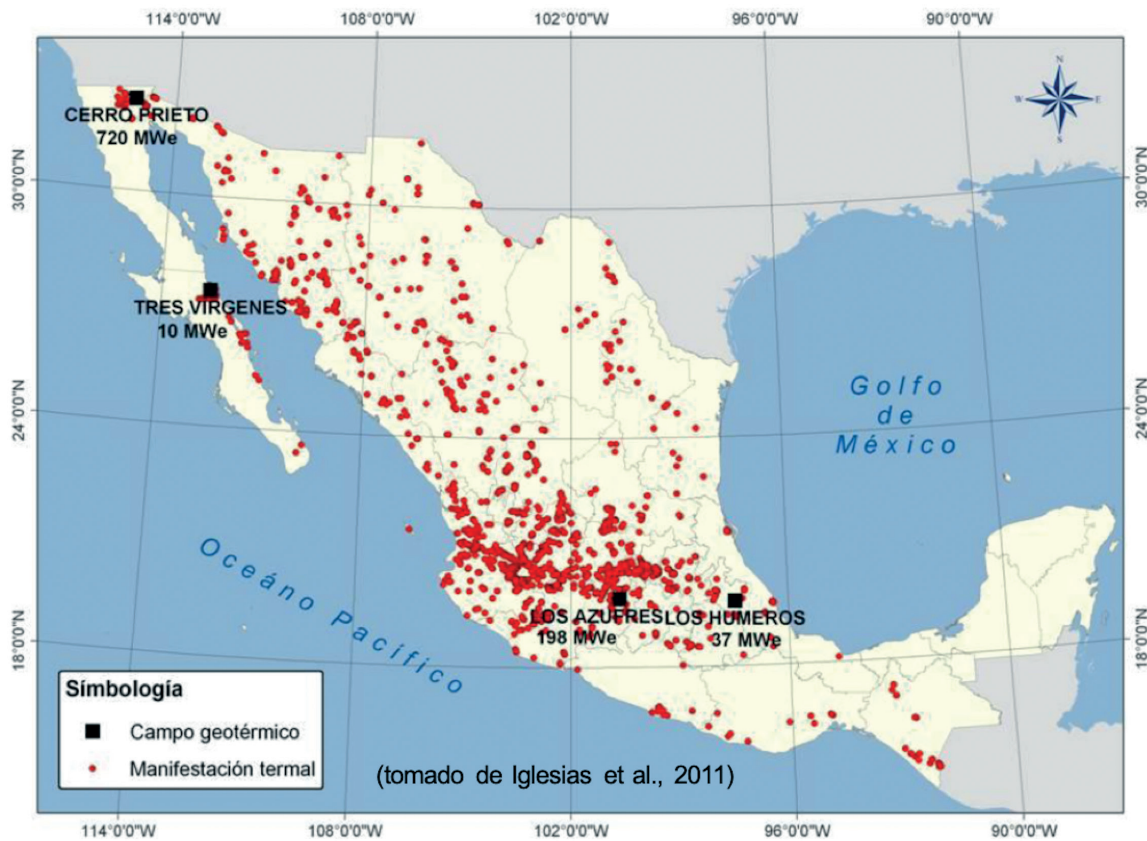 114°0'0"W
108°0'0"W
102°0'0"W
96°0'0"W
90°0'0"W
N
W
E
S
CERRO PRIETO
720 MWe
30°0'0"N
30°0'0"N
TRES VIRGENES
10 MWe
24°0'0"N
24°0'0"N
Golfo
de
México
Oceáno Pacífico
LOS AZUFRES
198 MWe
LOS HUMEROS
37 MWe
18°0'0"N
18°0'0"N
Símbología
Campo geotérmico
Manifestación termal
(tomado de Iglesias et al., 2011)
114°0'0"W
108°0'0"W
102°0'0"W
96°0'0"W
90°0'0"W